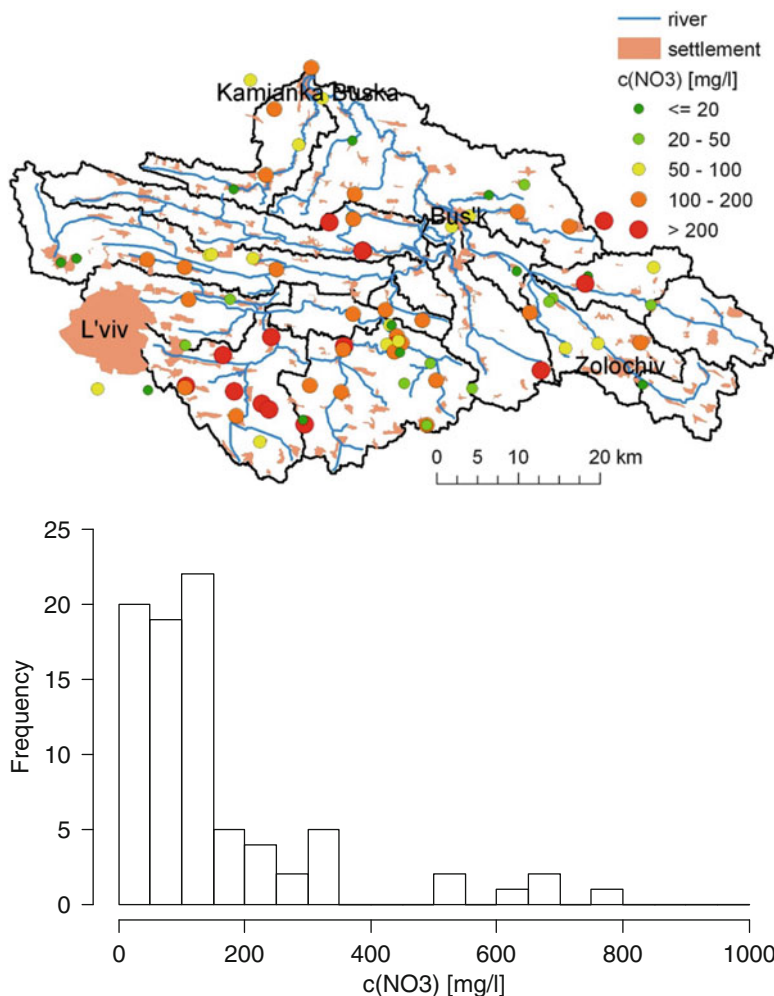 river
settlement
c(NO3) [mg/l]
<= 20
20 - 50
50 - 100
100 - 200
> 200
Kamianka Buska
Bus'k
L'viv
Zolochiv
0 5 10 20 km
25
20
15
10
5
0
Frequency
0 200 400 600 800 1000
c(NO3) [mg/l]